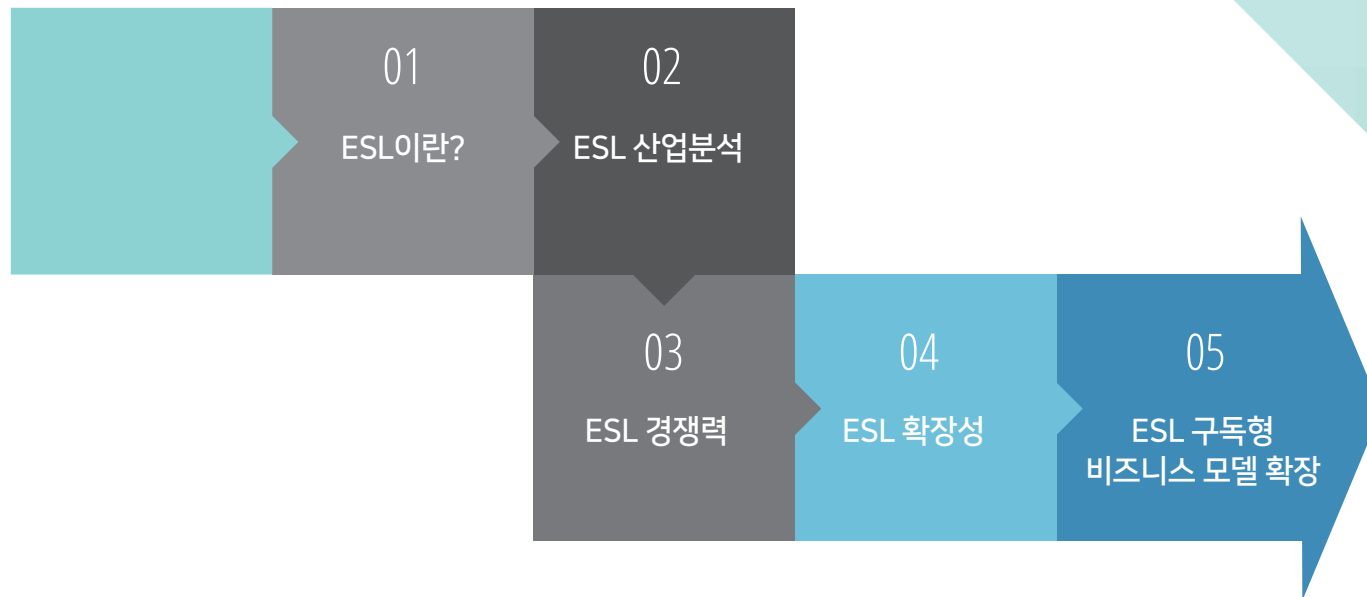 01
ESL이란?
02
ESL 산업분석
03
ESL 경쟁력
04
ESL 확장성
05
ESL 구독형
비즈니스 모델 확장